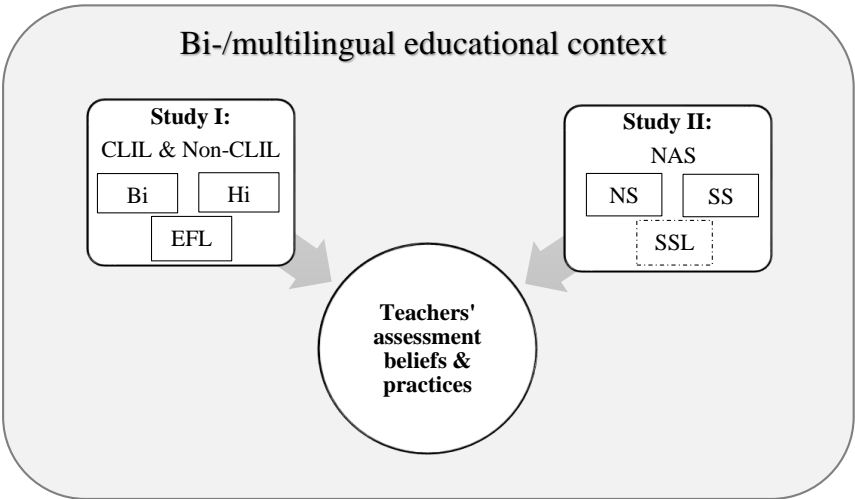 Bi-/multilingual educational context
Study I:
CLIL & Non-CLIL
Bi
Hi
EFL
Study II:
NAS
NS
SS
SSL
Teachers'
assessment
beliefs &
practices